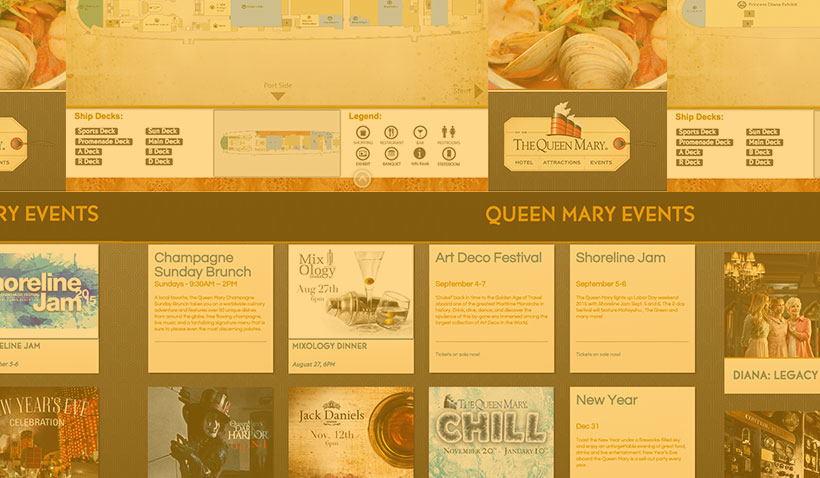 Princess Diana Exhibit
Port Side
Ship Decks:
Sports Deck
Sun Deck
Promenade Deck
Main Deck
A Deck
B Deck
R Deck
D Deck
Legend:
SHOPPING
RESTAURANT
BAR
RESTROOMS
EXHIBIT
BANQUET
Info Kiosk
STATEROOM
THE QUEEN MARY
HOTEL ATTRACTIONS EVENTS
Ship Decks:
Sports Deck
Sun Deck
Promenade Deck
Main Deck
A Deck
B Deck
R Deck
D Deck
RY EVENTS
QUEEN MARY EVENTS
horeline
Jam 2015
ELINE JAM
er 5-6
Champagne
Sunday Brunch
Sundays - 9:30AM – 2PM
A local favorite, the Queen Mary Champagne
Sunday Brunch takes you on a worldwide culinary
adventure and features over 50 unique dishes
from around the globe, free flowing champagne,
live music and a tantalizing signature menu that is
sure to please even the most discerning palates.
Mix
Ology
Aug 27th
6pm
MIXOLOGY DINNER
August 27, 6PM
Art Deco Festival
September 4-7
"Cruise" back in time to the Golden Age of Travel
aboard one of the greatest Maritime Monarchs in
history. Drink, dine, dance, and discover the
opulence of this by-gone era immersed among the
largest collection of Art Deco in the World.
Tickets on sale now!
Shoreline Jam
September 5-6
The Queen Mary lights up Labor Day weekend
2015 with Shoreline Jam Sept. 5 and 6. The 2-day
festival will feature Matisyahu, The Green and
many more!
Tickets on sale now!
DIANA: LEGACY
W YEAR'S EVE
CELEBRATION
DARK
HARBOR
Jack Daniels
Nov. 12th
6pm
THE QUEEN MARY
CHILL
NOVEMBER 20TH - JANUARY 10TH
New Year
Dec 31
Toast the New Year under a fireworks-filled sky
and enjoy an unforgettable evening of great food,
drinks and live entertainment. New Year's Eve
aboard the Queen Mary is a sell-out party every
year.